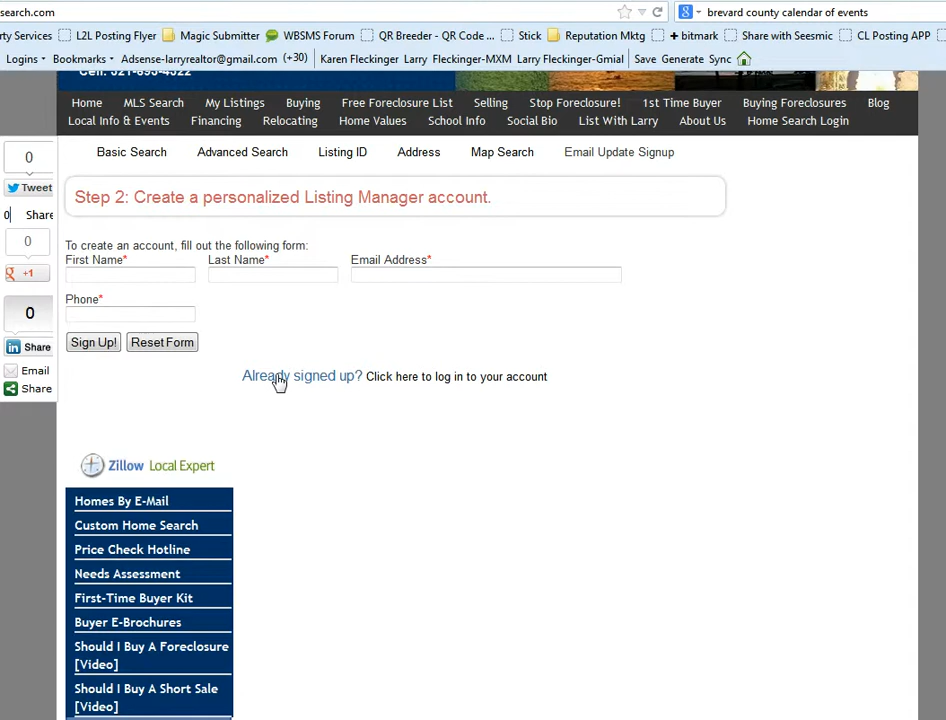 search.com
brevard county calendar of events
rty Services L2L Posting Flyer Magic Submitter WBSMS Forum QR Breeder - QR Code ... Stick Reputation Mktg + bitmark Share with Seesmic CL Posting APP
Logins Bookmarks Adsense-larryrealtor@gmail.com (+30) Karen Fleckinger Larry Fleckinger-MXM Larry Fleckinger-Gmial Save Generate Sync
Home MLS Search My Listings Buying Free Foreclosure List Selling Stop Foreclosure! 1st Time Buyer Buying Foreclosures Blog
Local Info & Events Financing Relocating Home Values School Info Social Bio List With Larry About Us Home Search Login
Basic Search Advanced Search Listing ID Address Map Search Email Update Signup
0
Tweet
0 Share
0
+1
0
Share
Email
Share
Step 2: Create a personalized Listing Manager account.
To create an account, fill out the following form:
First Name* Last Name* Email Address*
Phone*
Sign Up! Reset Form
Already signed up? Click here to log in to your account
Zillow Local Expert
Homes By E-Mail
Custom Home Search
Price Check Hotline
Needs Assessment
First-Time Buyer Kit
Buyer E-Brochures
Should I Buy A Foreclosure
[Video]
Should I Buy A Short Sale
[Video]